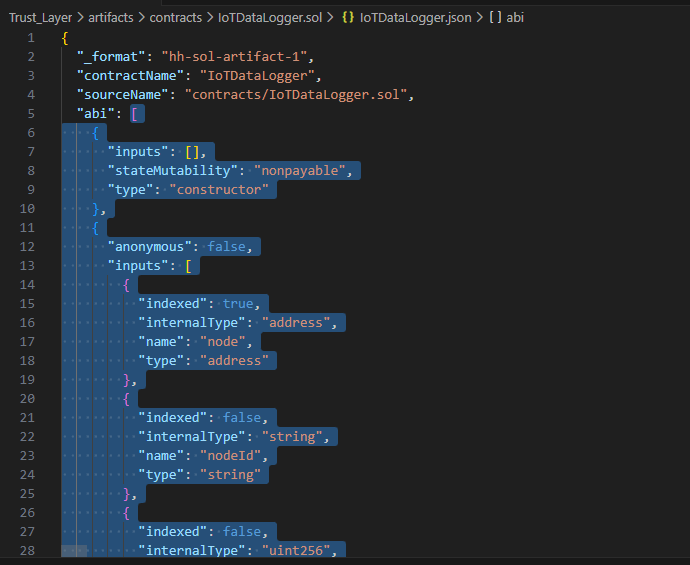 Trust_Layer > artifacts > contracts > IoTDataLogger.sol > {} IoTDataLogger.json > [ ] abi
1 {
2 "_format": "hh-sol-artifact-1",
3 "contractName": "IoTDataLogger",
4 "sourceName": "contracts/IoTDataLogger.sol",
5 "abi": [
6 {
7 "inputs": [],
8 "stateMutability": "nonpayable",
9 "type": "constructor"
10 },
11 {
12 "anonymous": false,
13 "inputs": [
14 {
15 "indexed": true,
16 "internalType": "address",
17 "name": "node",
18 "type": "address"
19 },
20 {
21 "indexed": false,
22 "internalType": "string",
23 "name": "nodeId",
24 "type": "string"
25 },
26 {
27 "indexed": false,
28 "internalType": "uint256",